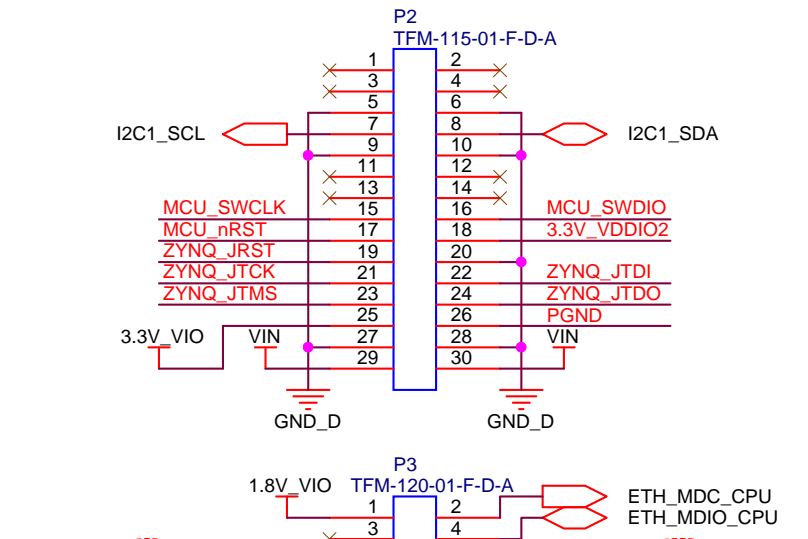 P2
TFM-115-01-F-D-A
1 2
3 4
5 6
I2C1_SCL 7 8 I2C1_SDA
9 10
11 12
13 14
MCU_SWCLK 15 16 MCU_SWDIO
MCU_nRST 17 18 3.3V_VDDIO2
ZYNQ_JRST 19 20
ZYNQ_JTCK 21 22 ZYNQ_JTDI
ZYNQ_JTMS 23 24 ZYNQ_JTDO
25 26 PGND
3.3V_VIO VIN 27 28 VIN
29 30
GND_D GND_D
P3
1.8V_VIO TFM-120-01-F-D-A
1 2 ETH_MDC_CPU
3 4 ETH_MDIO_CPU